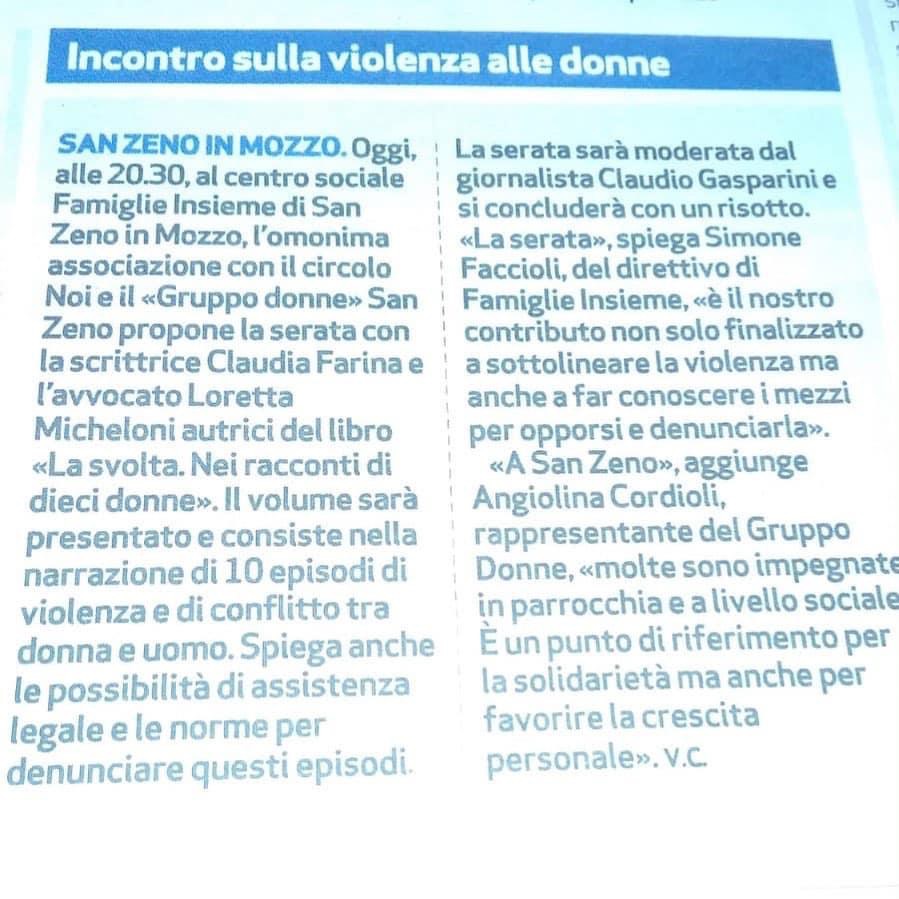 Incontro sulla violenza alle donne
SAN ZENO IN MOZZO. Oggi,
alle 20.30, al centro sociale
Famiglie Insieme di San
Zeno in Mozzo, l'omonima
associazione con il circolo
Noi e il «Gruppo donne» San
Zeno propone la serata con
la scrittrice Claudia Farina e
l'avvocato Loretta
Micheloni autrici del libro
«La svolta. Nei racconti di
dieci donne». Il volume sarà
presentato e consiste nella
narrazione di 10 episodi di
violenza e di conflitto tra
donna e uomo. Spiega anche
le possibilità di assistenza
legale e le norme per
denunciare questi episodi.
La serata sarà moderata dal
giornalista Claudio Gasparini e
si concluderà con un risotto.
«La serata», spiega Simone
Faccioli, del direttivo di
Famiglie Insieme, «è il nostro
contributo non solo finalizzato
a sottolineare la violenza ma
anche a far conoscere i mezzi
per opporsi e denunciarla».
«A San Zeno», aggiunge
Angiolina Cordioli,
rappresentante del Gruppo
Donne, «molte sono impegnate
in parrocchia e a livello sociale
È un punto di riferimento per
la solidarietà ma anche per
favorire la crescita
personale». V.C.